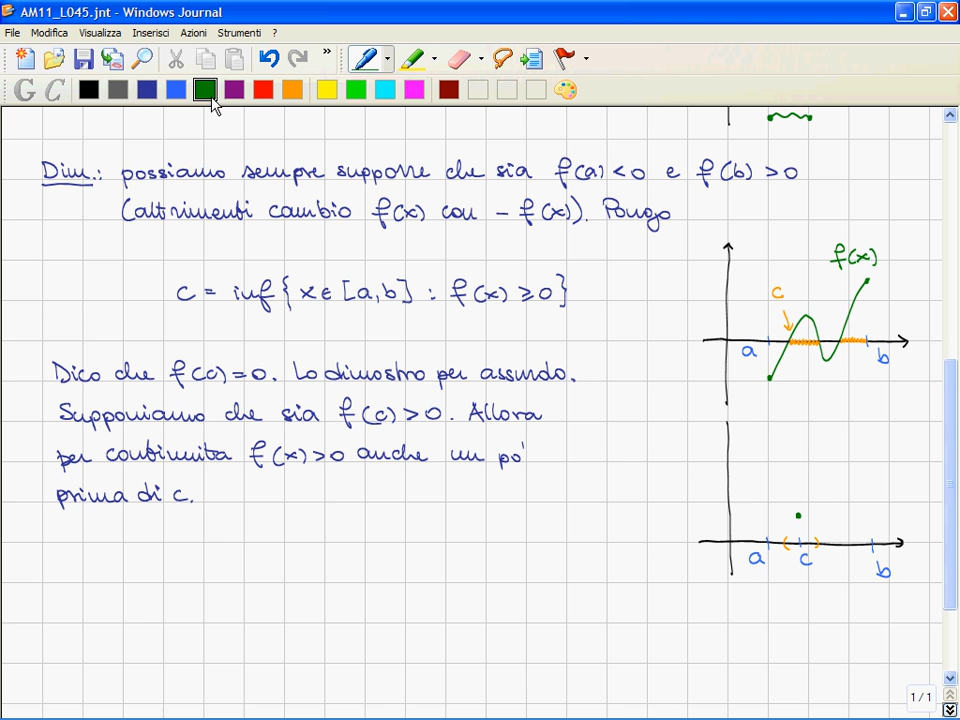 AM11_L045.jnt - Windows Journal
File Modifica Visualizza Inserisci Azioni Strumenti ?
G C
Dim.: possiamo sempre supporre che sia f(a) < 0 e f(b) > 0
(altrimenti cambio f(x) con - f(x)). Pongo
f(x)
c = inf { x ∈ [a,b] : f(x) ≥ 0 }
c
a b
Dico che f(c) = 0. Lo dimostro per assurdo.
Supponiamo che sia f(c) > 0. Allora
per continuita f(x) > 0 anche un po'
prima di c.
a c b
1 / 1